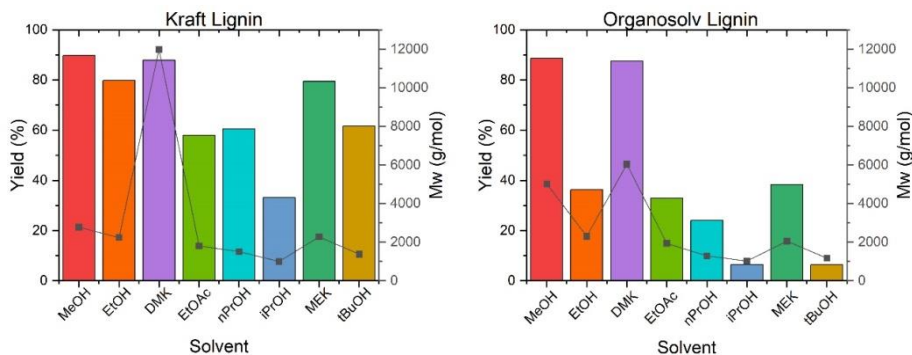 Kraft Lignin
100
80
60
40
20
0
Yield (%)
12000
10000
8000
6000
4000
2000
0
Mw (g/mol)
MeOH
EtOH
DMK
EtOAc
nPrOH
iPrOH
MEK
tBuOH
Solvent
Organosolv Lignin
100
80
60
40
20
0
Yield (%)
12000
10000
8000
6000
4000
2000
0
Mw (g/mol)
MeOH
EtOH
DMK
EtOAc
nPrOH
iPrOH
MEK
tBuOH
Solvent